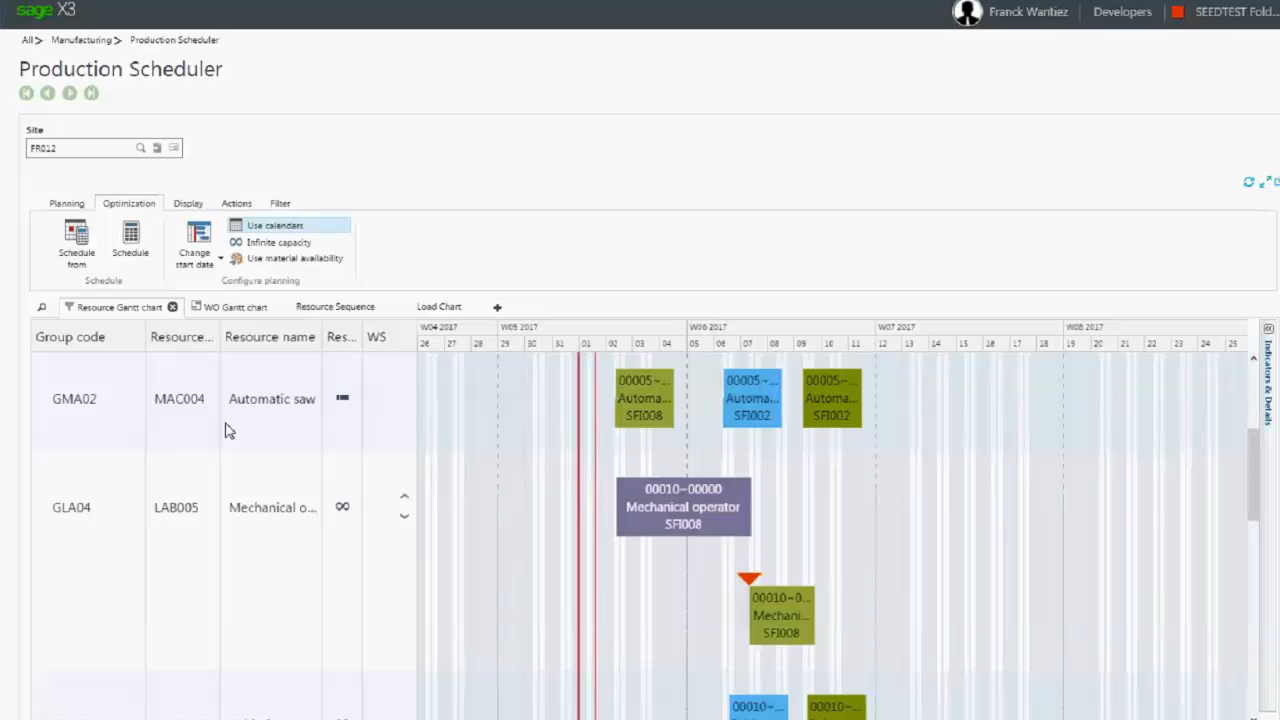 sage X3
Franck Wantiez
Developers
SEEDTEST Fold...
All> Manufacturing> Production Scheduler
Production Scheduler
Site
FR012
Planning
Optimization
Display
Actions
Filter
Schedule from
Schedule
Change start date
Use calendars
Infinite capacity
Use material availability
Schedule
Configure planning
Resource Gantt chart
WO Gantt chart
Resource Sequence
Load Chart
Group code
Resource...
Resource name
Res...
WS
W04 2017
W05 2017
W06 2017
W07 2017
W08 2017
26 27 28 29 30 31 01 02 03 04 05 06 07 08 09 10 11 12 13 14 15 16 17 18 19 20 21 22 23 24 25
Indicators & Details
GMA02
MAC004
Automatic saw
00005~...
Automa...
SFI008
00005~...
Automa...
SFI002
00005~...
Automa...
SFI002
GLA04
LAB005
Mechanical o...
00010~00000
Mechanical operator
SFI008
00010~0...
Mechani...
SFI008
00010~...
00010~...